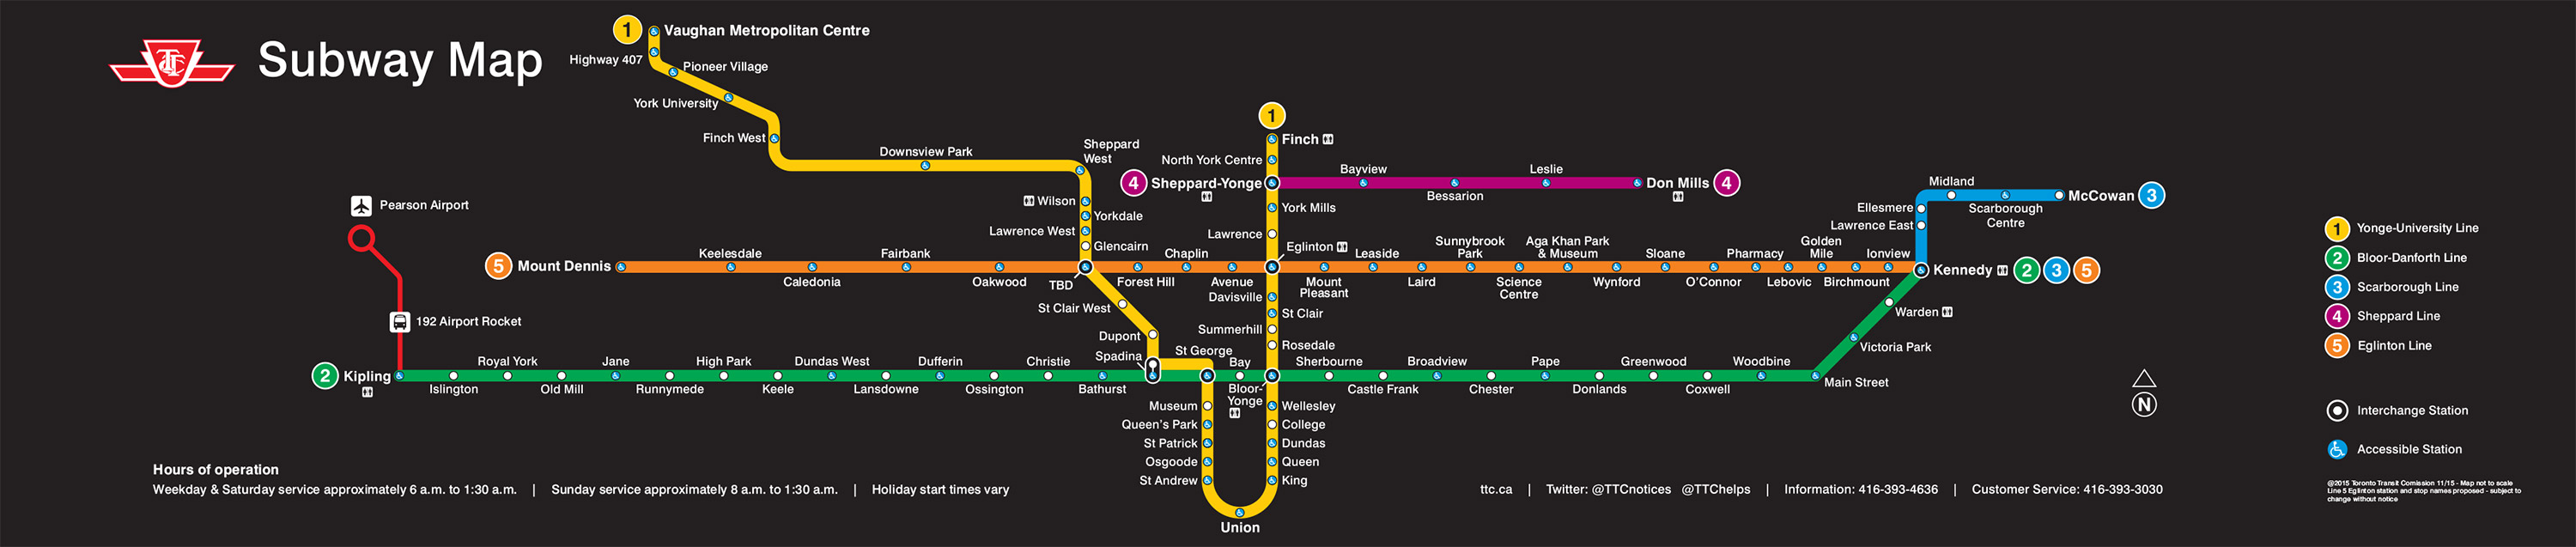 TTC
Subway Map
1
Vaughan Metropolitan Centre
Highway 407
Pioneer Village
York University
Finch West
Downsview Park
Sheppard
West
Wilson
Yorkdale
Lawrence West
Glencairn
TBD
St Clair West
Dupont
Spadina
St George
Museum
Queen's Park
St Patrick
Osgoode
St Andrew
Union
1
Finch
North York Centre
4
Sheppard-Yonge
York Mills
Lawrence
Eglinton
Davisville
St Clair
Summerhill
Rosedale
Bloor-
Yonge
Wellesley
College
Dundas
Queen
King
Bayview
Bessarion
Leslie
Don Mills
4
Pearson Airport
192 Airport Rocket
5
Mount Dennis
Keelesdale
Caledonia
Fairbank
Oakwood
Forest Hill
Chaplin
Avenue
Mount
Pleasant
Leaside
Laird
Sunnybrook
Park
Science
Centre
Aga Khan Park
& Museum
Wynford
Sloane
O'Connor
Pharmacy
Lebovic
Golden
Mile
Birchmount
Ionview
Kennedy
2
3
5
Lawrence East
Ellesmere
Midland
Scarborough
Centre
McCowan
3
2
Kipling
Islington
Royal York
Old Mill
Jane
Runnymede
High Park
Keele
Dundas West
Lansdowne
Dufferin
Ossington
Christie
Bathurst
Bay
Sherbourne
Castle Frank
Broadview
Chester
Pape
Donlands
Greenwood
Coxwell
Woodbine
Main Street
Victoria Park
Warden
1
Yonge-University Line
2
Bloor-Danforth Line
3
Scarborough Line
4
Sheppard Line
5
Eglinton Line
N
Interchange Station
Accessible Station
Hours of operation
Weekday & Saturday service approximately 6 a.m. to 1:30 a.m. | Sunday service approximately 8 a.m. to 1:30 a.m. | Holiday start times vary
ttc.ca | Twitter: @TTCnotices @TTChelps | Information: 416-393-4636 | Customer Service: 416-393-3030
@2015 Toronto Transit Comission 11/15 - Map not to scale
Line 5 Eglinton station and stop names proposed - subject to
change without notice